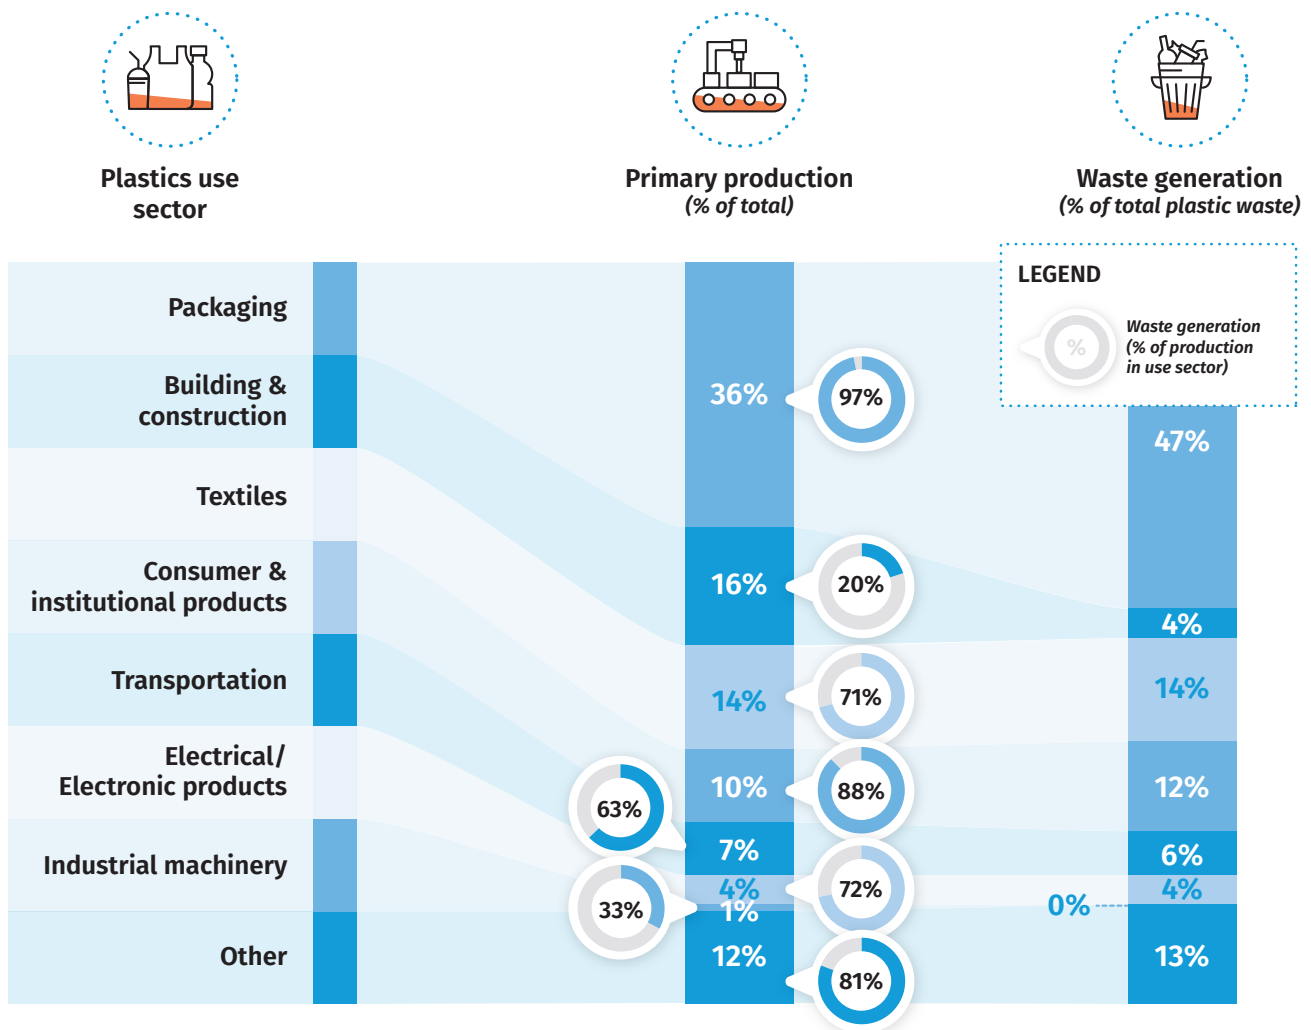 Plastics use
sector
Primary production
(% of total)
Waste generation
(% of total plastic waste)
LEGEND
%
Waste generation
(% of production
in use sector)
Packaging
36%
97%
47%
Building &
construction
16%
20%
4%
Textiles
14%
71%
14%
Consumer &
institutional products
10%
88%
12%
Transportation
63%
7%
6%
Electrical/
Electronic products
4%
72%
4%
Industrial machinery
33%
1%
0%
Other
12%
81%
13%